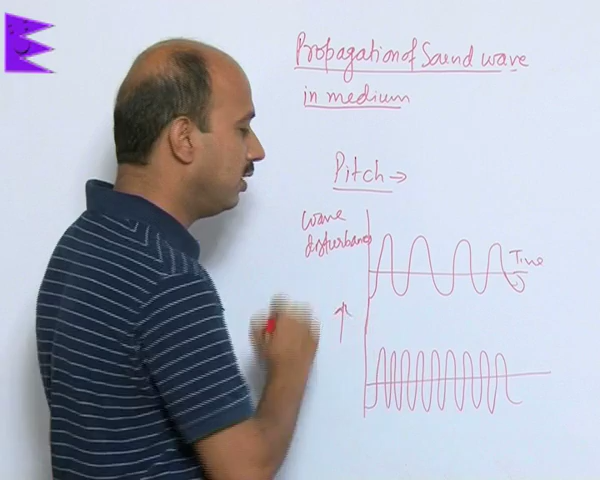 Propagation of Sound wave
in medium
Pitch →
wave
disturbance
Time